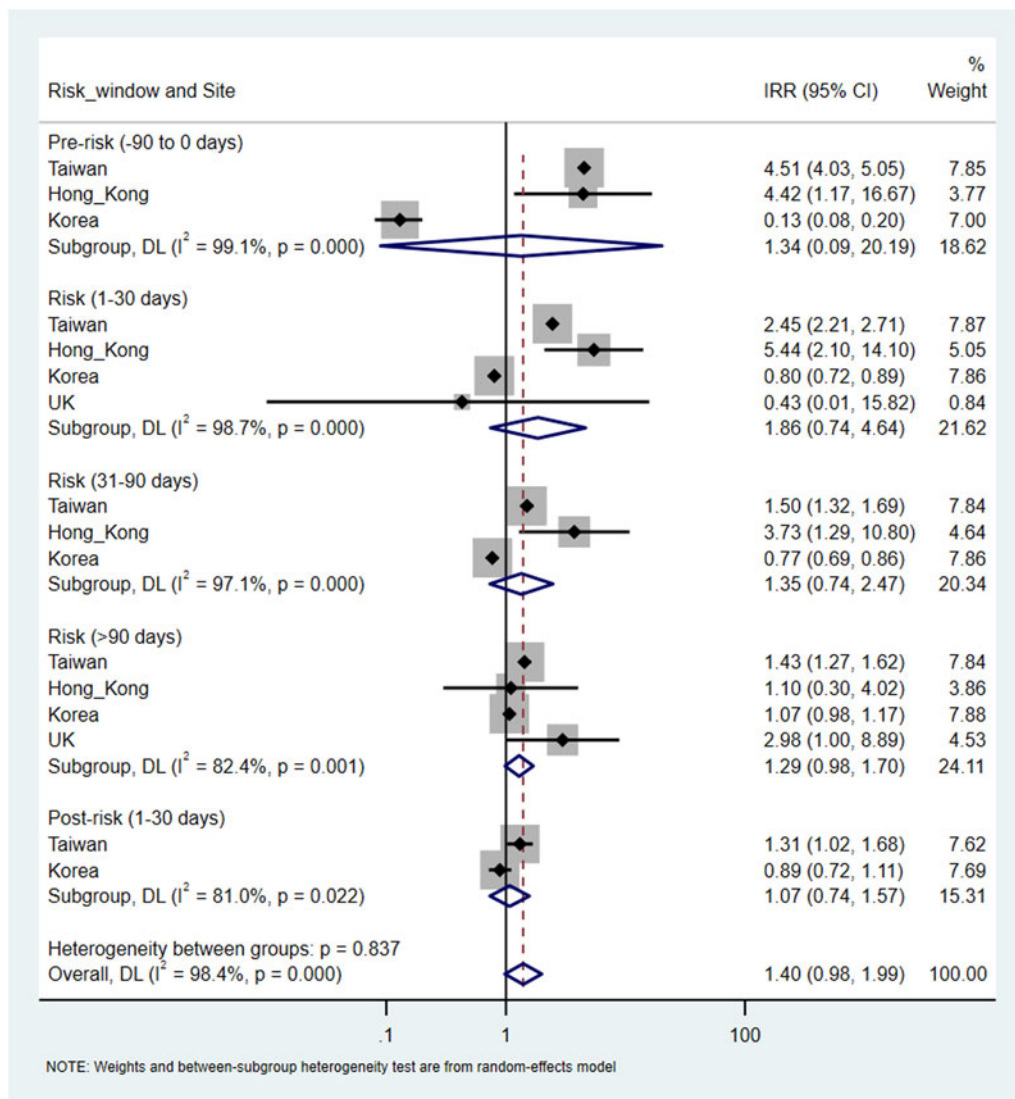 %
Risk_window and Site IRR (95% CI) Weight
Pre-risk (-90 to 0 days)
Taiwan 4.51 (4.03, 5.05) 7.85
Hong_Kong 4.42 (1.17, 16.67) 3.77
Korea 0.13 (0.08, 0.20) 7.00
Subgroup, DL (I² = 99.1%, p = 0.000) 1.34 (0.09, 20.19) 18.62
Risk (1-30 days)
Taiwan 2.45 (2.21, 2.71) 7.87
Hong_Kong 5.44 (2.10, 14.10) 5.05
Korea 0.80 (0.72, 0.89) 7.86
UK 0.43 (0.01, 15.82) 0.84
Subgroup, DL (I² = 98.7%, p = 0.000) 1.86 (0.74, 4.64) 21.62
Risk (31-90 days)
Taiwan 1.50 (1.32, 1.69) 7.84
Hong_Kong 3.73 (1.29, 10.80) 4.64
Korea 0.77 (0.69, 0.86) 7.86
Subgroup, DL (I² = 97.1%, p = 0.000) 1.35 (0.74, 2.47) 20.34
Risk (>90 days)
Taiwan 1.43 (1.27, 1.62) 7.84
Hong_Kong 1.10 (0.30, 4.02) 3.86
Korea 1.07 (0.98, 1.17) 7.88
UK 2.98 (1.00, 8.89) 4.53
Subgroup, DL (I² = 82.4%, p = 0.001) 1.29 (0.98, 1.70) 24.11
Post-risk (1-30 days)
Taiwan 1.31 (1.02, 1.68) 7.62
Korea 0.89 (0.72, 1.11) 7.69
Subgroup, DL (I² = 81.0%, p = 0.022) 1.07 (0.74, 1.57) 15.31
Heterogeneity between groups: p = 0.837
Overall, DL (I² = 98.4%, p = 0.000) 1.40 (0.98, 1.99) 100.00
.1 1 100
NOTE: Weights and between-subgroup heterogeneity test are from random-effects model